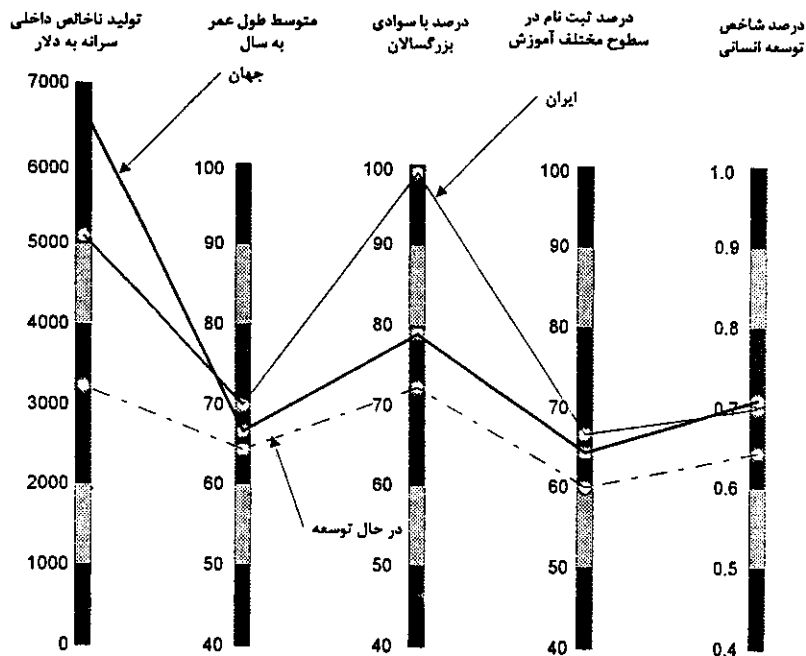 درصد شاخص
توسعه انسانی
درصد ثبت نام در
سطوح مختلف آموزش
درصد با سوادی
بزرگسالان
متوسط طول عمر
به سال
تولید ناخالص داخلی
سرانه به دلار
جهان
ایران
در حال توسعه
7000
6000
5000
4000
3000
2000
1000
0
100
90
80
70
60
50
40
100
90
80
70
60
50
40
100
90
80
70
60
50
40
1.0
0.9
0.8
0.7
0.6
0.5
0.4